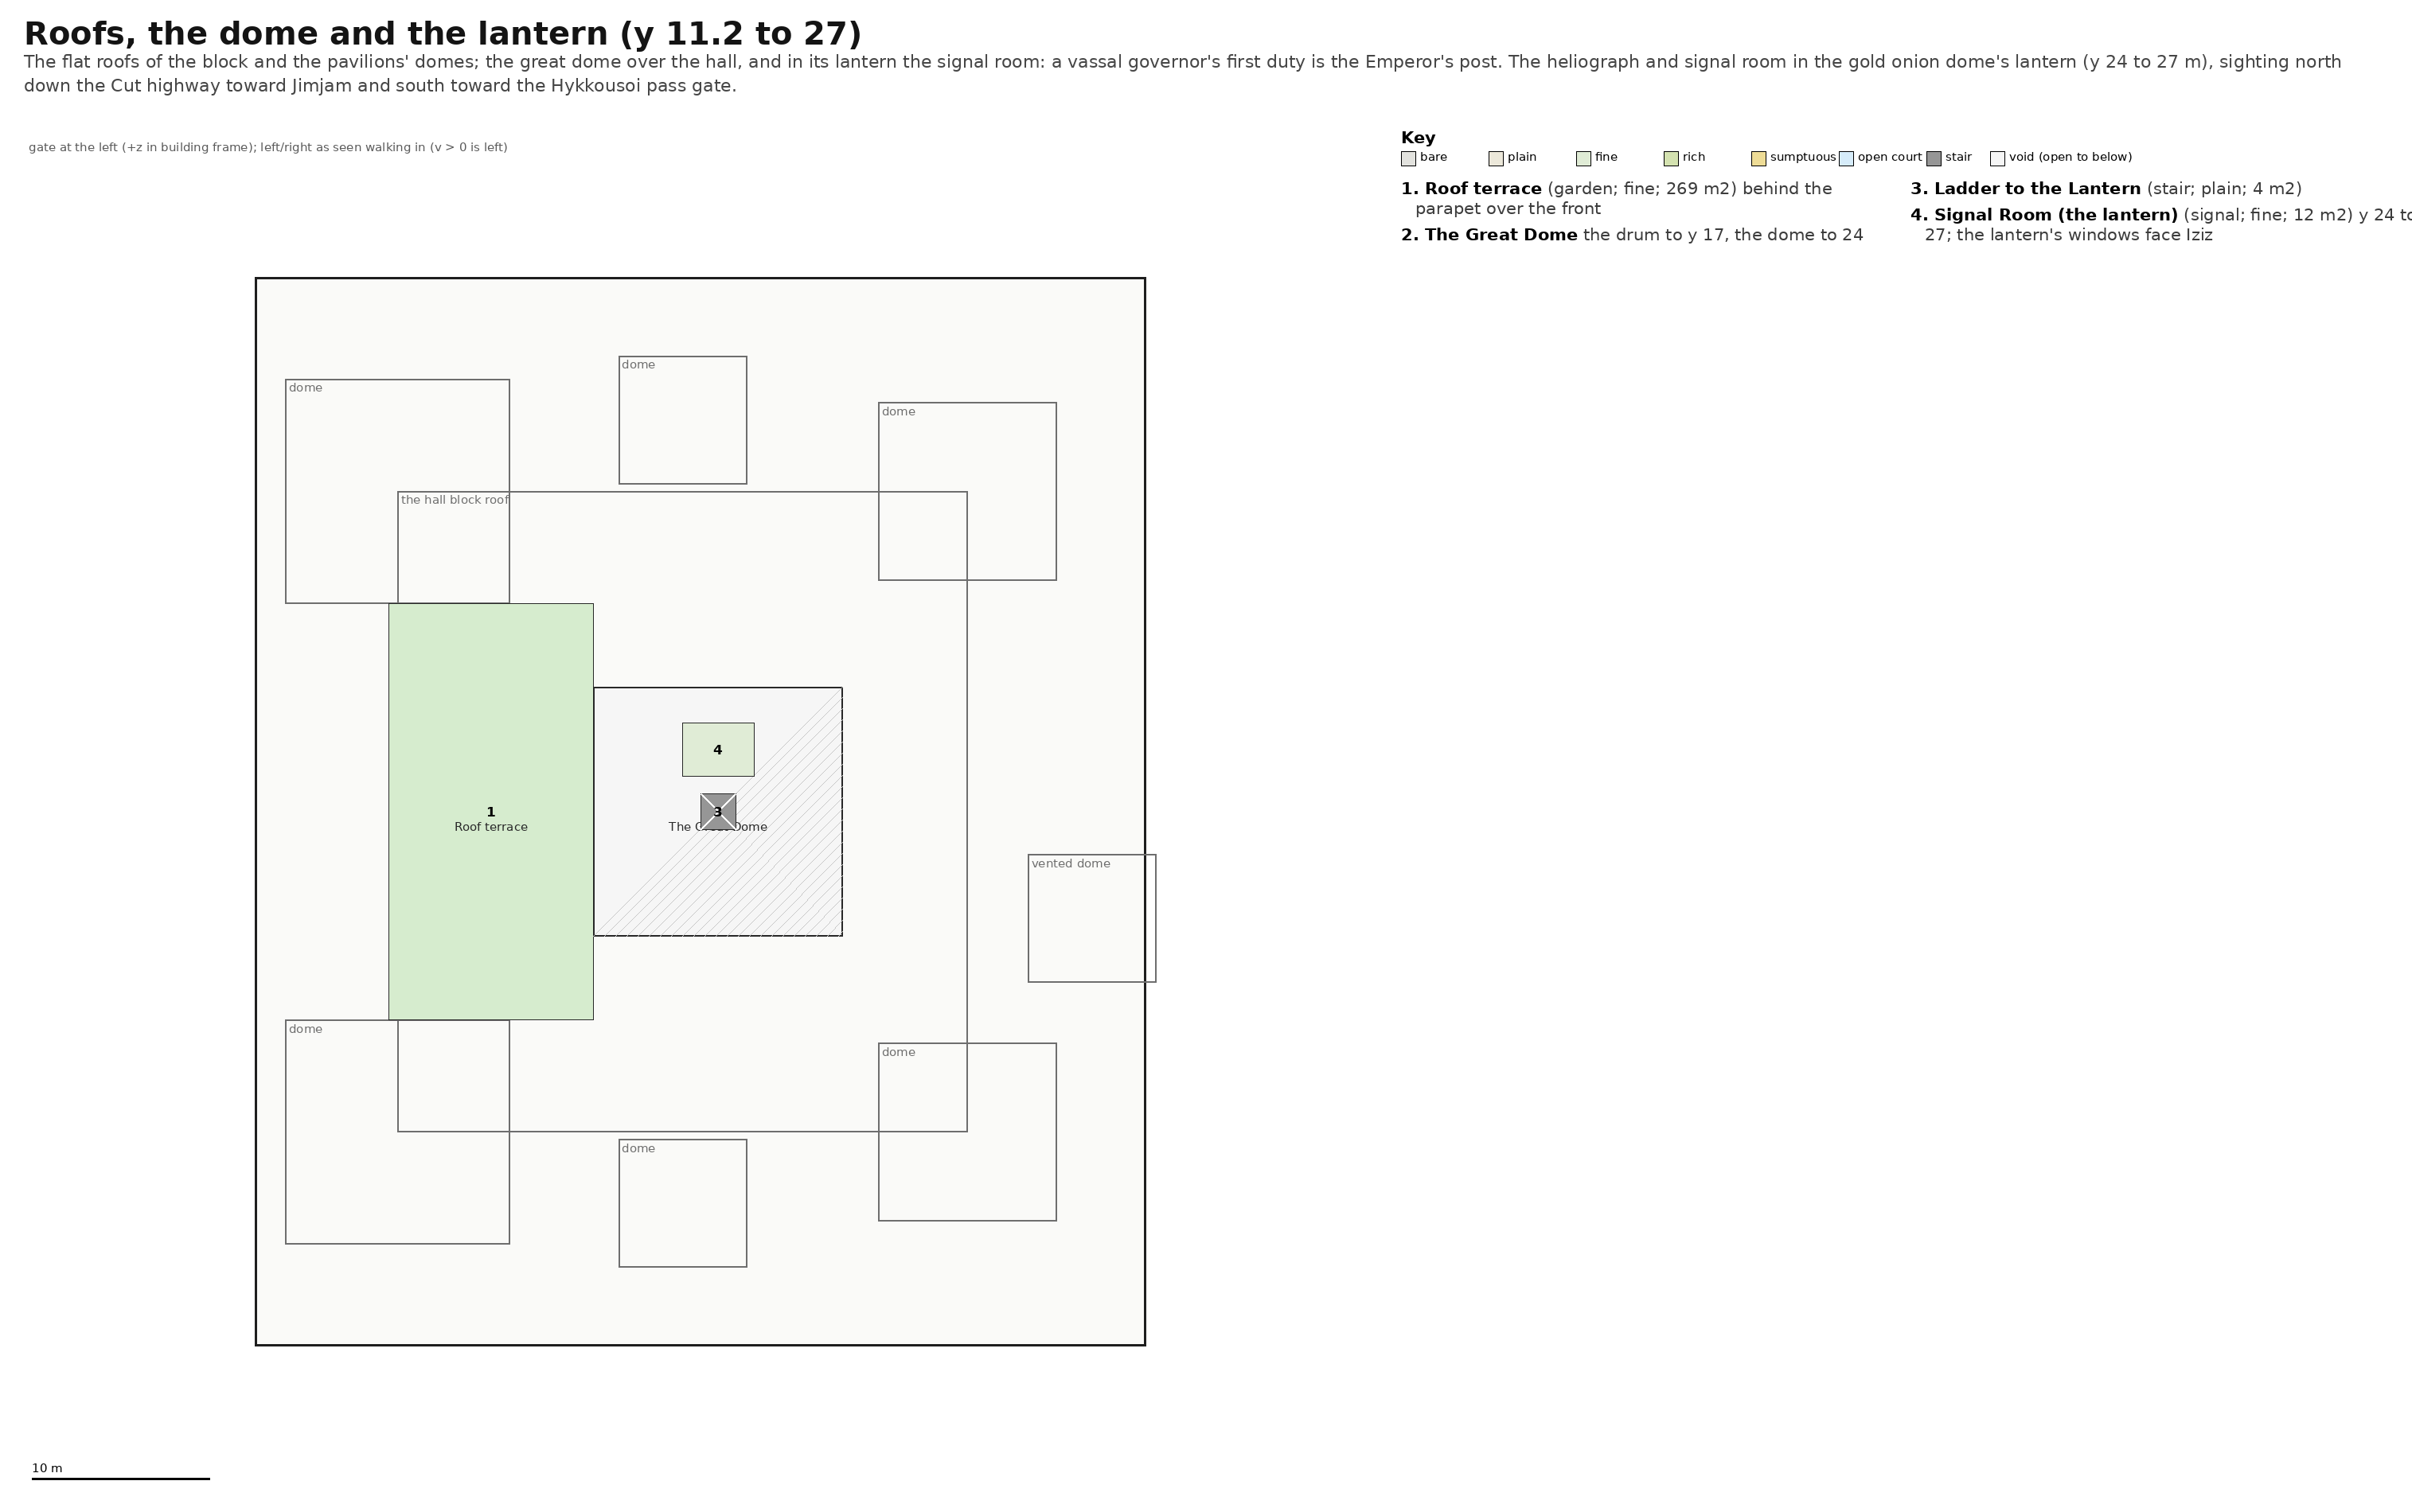 Roofs, the dome and the lantern (y 11.2 to 27)
The flat roofs of the block and the pavilions' domes; the great dome over the hall, and in its lantern the signal room: a vassal governor's first duty is the Emperor's post. The heliograph and signal room in the gold onion dome's lantern (y 24 to 27 m), sighting north
down the Cut highway toward Jimjam and south toward the Hykkousoi pass gate.
gate at the left (+z in building frame); left/right as seen walking in (v > 0 is left)
Key
bare plain fine rich sumptuous open court stair void (open to below)
1. Roof terrace (garden; fine; 269 m2) behind the
parapet over the front
2. The Great Dome the drum to y 17, the dome to 24
3. Ladder to the Lantern (stair; plain; 4 m2)
4. Signal Room (the lantern) (signal; fine; 12 m2) y 24 to
27; the lantern's windows face Iziz
dome
dome
dome
the hall block roof
4
3
1
Roof terrace
The Great Dome
vented dome
dome
dome
dome
10 m